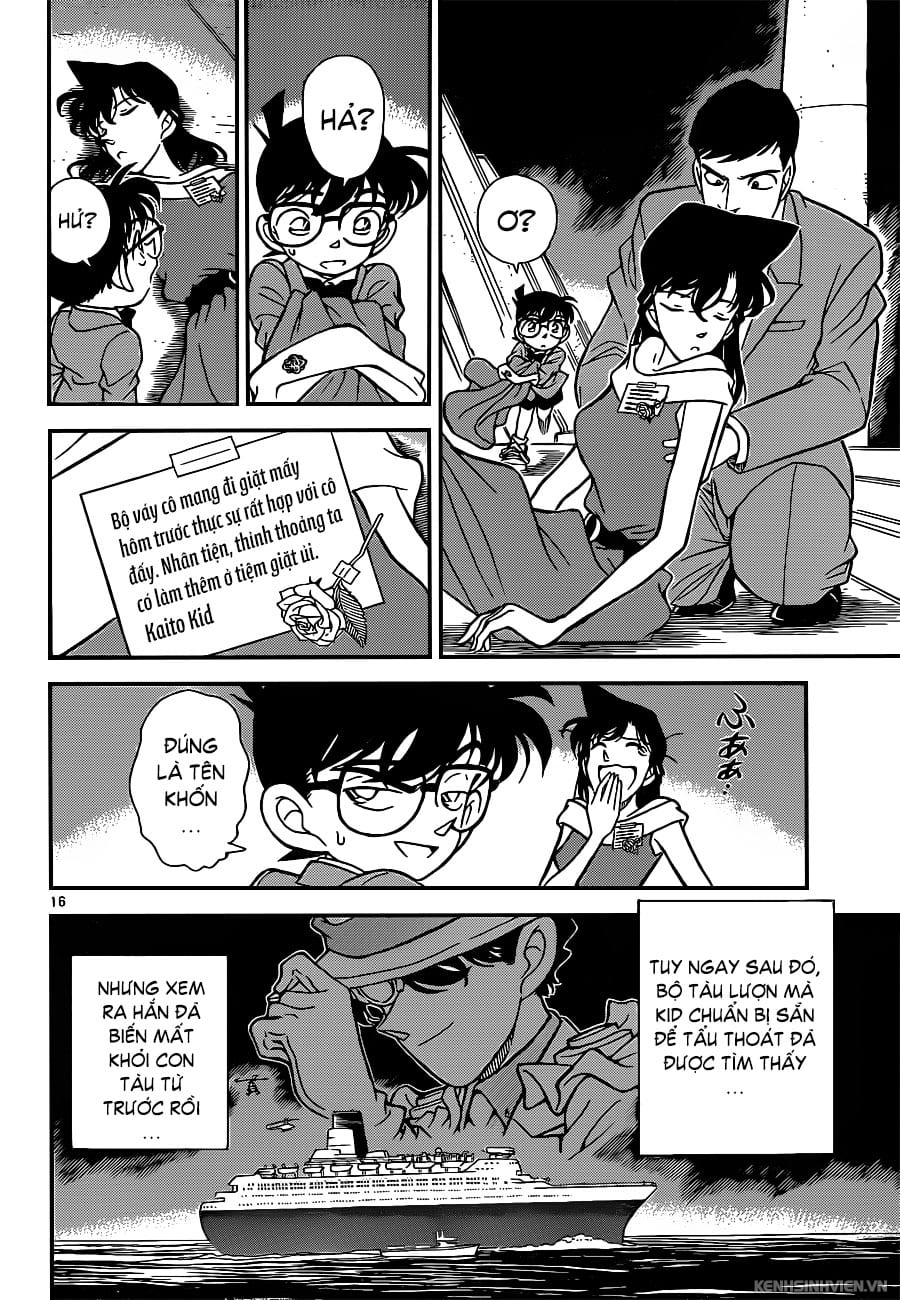 Ơ?
HẢ?
HỬ?
Bộ váy cô mang đi giặt mấy
hôm trước thực sự rất hợp với cô
đấy. Nhân tiện, thỉnh thoảng ta
có làm thêm ở tiệm giặt ủi.
Kaito Kid
ふぁぁ…
ĐÚNG
LÀ TÊN
KHỐN
...
16
TUY NGAY SAU ĐÓ,
BỘ TÀU LƯỢN MÀ
KID CHUẨN BỊ SẴN
ĐỂ TẨU THOÁT ĐÃ
ĐƯỢC TÌM THẤY
...
NHƯNG XEM
RA HẮN ĐÃ
BIẾN MẤT
KHỎI CON
TÀU TỪ
TRƯỚC RỒI
...
KENHSINHVIEN.VN